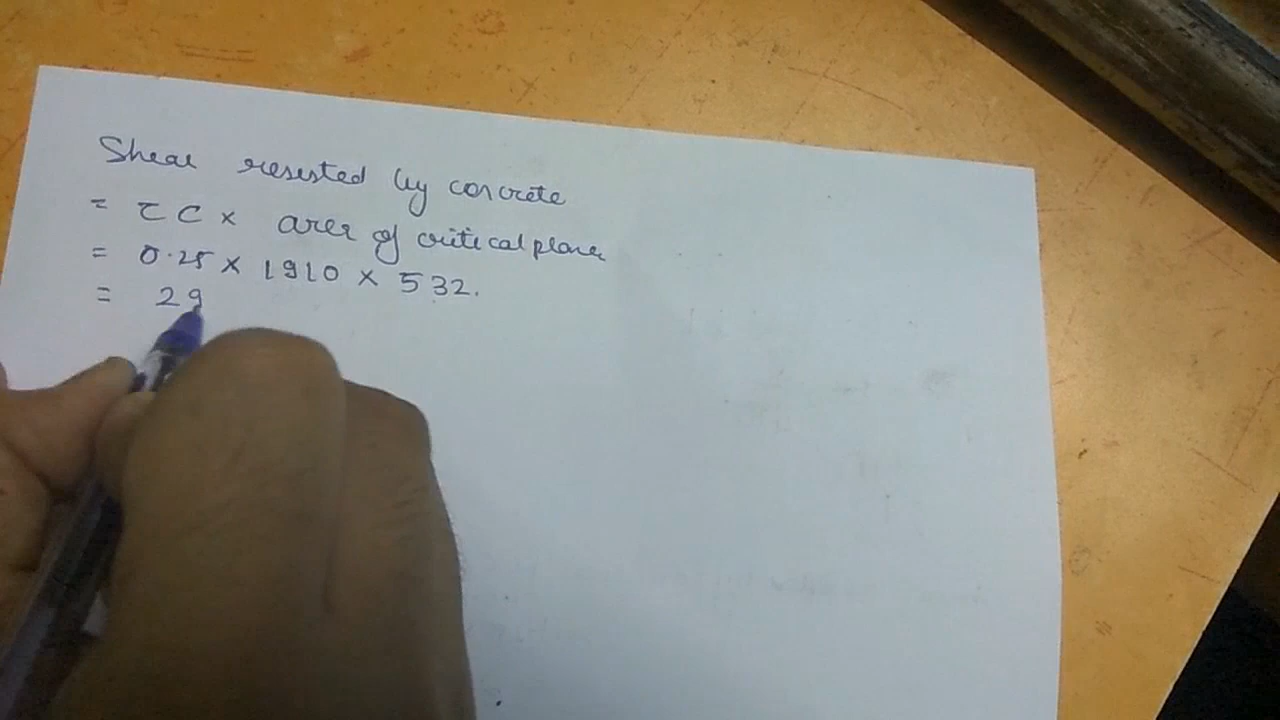 Shear resisted by concrete
= τc × area of critical plane
= 0.25 × 1910 × 532.
= 29